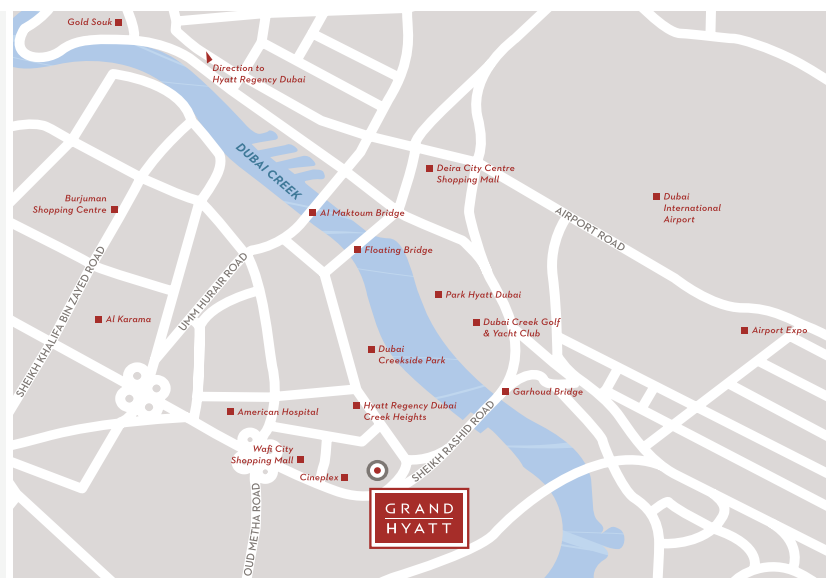 Gold Souk
Direction to
Hyatt Regency Dubai
DUBAI CREEK
Deira City Centre
Shopping Mall
Burjuman
Shopping Centre
Dubai
International
Airport
Al Maktoum Bridge
AIRPORT ROAD
Floating Bridge
UMM HURAIR ROAD
SHEIKH KHALIFA BIN ZAYED ROAD
Park Hyatt Dubai
Al Karama
Dubai Creek Golf
& Yacht Club
Airport Expo
Dubai
Creekside Park
Garhoud Bridge
American Hospital
Hyatt Regency Dubai
Creek Heights
SHEIKH RASHID ROAD
Wafi City
Shopping Mall
Cineplex
OUD METHA ROAD
GRAND
HYATT